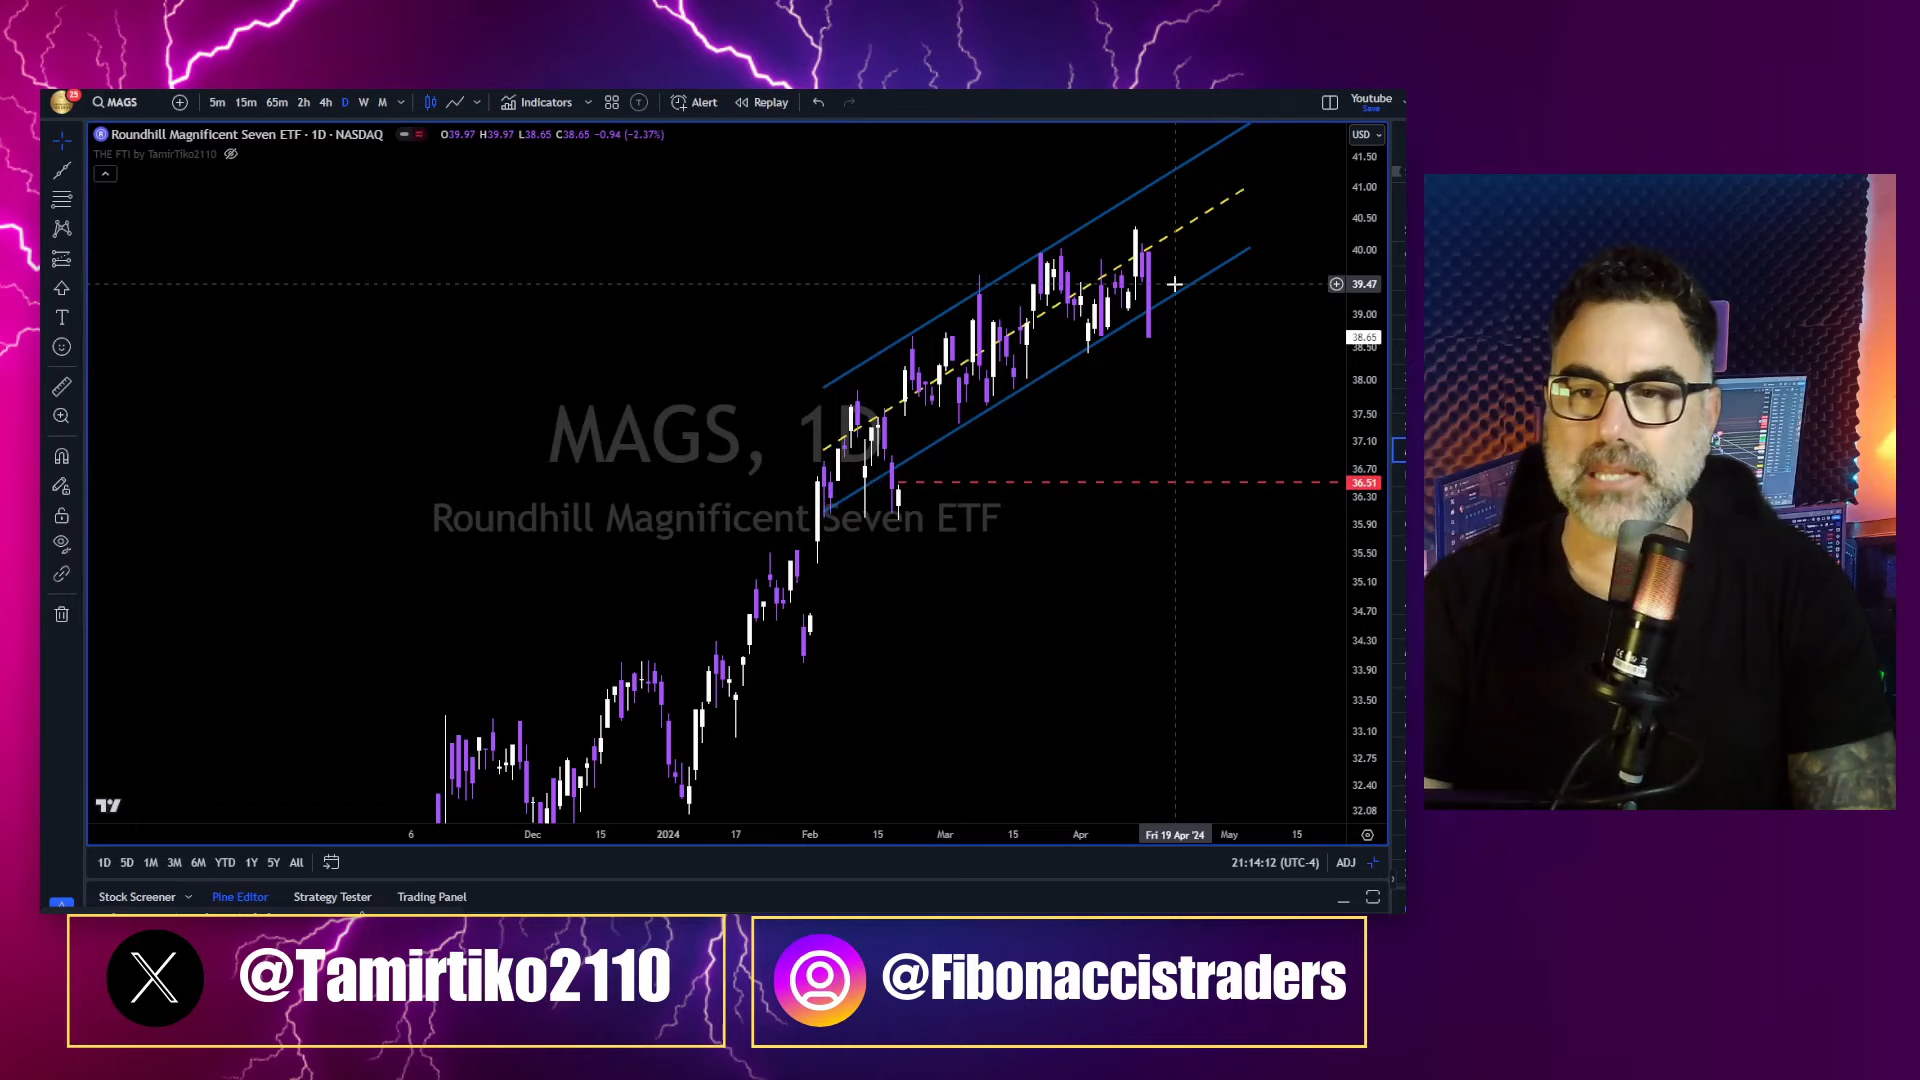 25
MAGS
5m 15m 65m 2h 4h D W M
Indicators
T
Alert
Replay
Youtube
Save
Roundhill Magnificent Seven ETF · 1D · NASDAQ
O39.97 H39.97 L38.65 C38.65 −0.94 (−2.37%)
THE FTI by TamirTiko2110
USD
41.50
41.00
40.50
40.00
39.47
39.00
38.65
38.50
38.00
37.50
37.10
36.70
36.51
36.30
35.90
35.50
35.10
34.70
34.30
33.90
33.50
33.10
32.75
32.40
32.08
MAGS, 1D
Roundhill Magnificent Seven ETF
6 Dec 15 2024 17 Feb 15 Mar 15 Apr Fri 19 Apr '24 May 15
1D 5D 1M 3M 6M YTD 1Y 5Y All
21:14:12 (UTC-4) ADJ
Stock Screener Pine Editor Strategy Tester Trading Panel
@Tamirtiko2110
@Fibonaccistraders